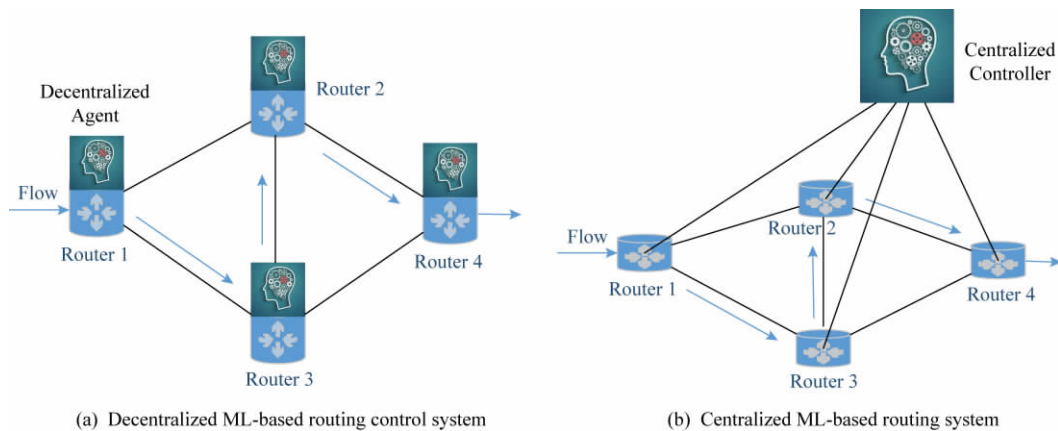 Decentralized
Agent
Router 2
Flow
Router 1
Router 4
Router 3
(a) Decentralized ML-based routing control system
Centralized
Controller
Flow
Router 2
Router 1
Router 4
Router 3
(b) Centralized ML-based routing system